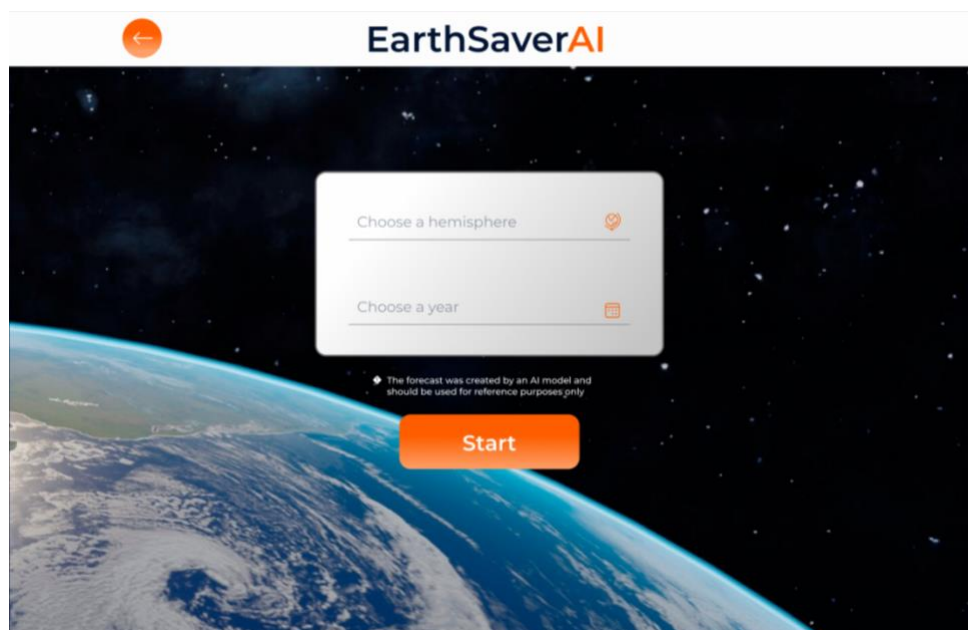 EarthSaverAI
Choose a hemisphere
Choose a year
The forecast was created by an AI model and
should be used for reference purposes only
Start